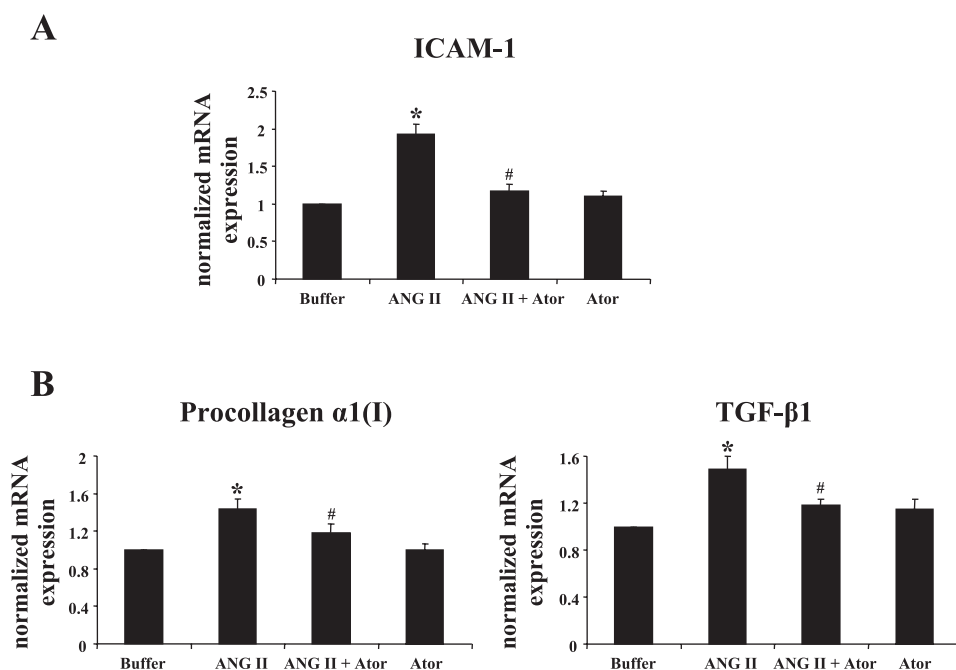 A
ICAM-1
normalized mRNA
expression
2.5
2
1.5
1
0.5
0
*
#
Buffer
ANG II
ANG II + Ator
Ator
B
Procollagen α1(I)
normalized mRNA
expression
2
1.6
1.2
0.8
0.4
0
*
#
Buffer
ANG II
ANG II + Ator
Ator
TGF-β1
normalized mRNA
expression
1.6
1.2
0.8
0.4
0
*
#
Buffer
ANG II
ANG II + Ator
Ator